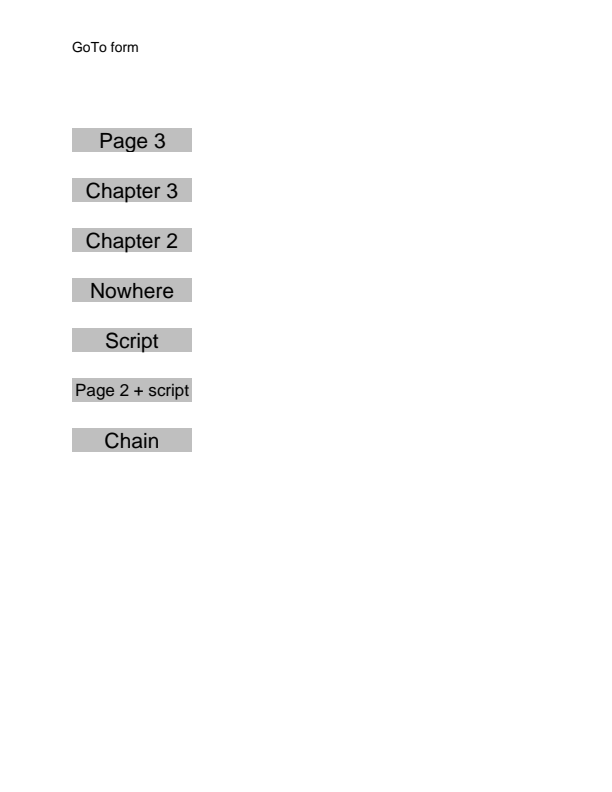 GoTo form
Page 3
Chapter 3
Chapter 2
Nowhere
Script
Page 2 + script
Chain